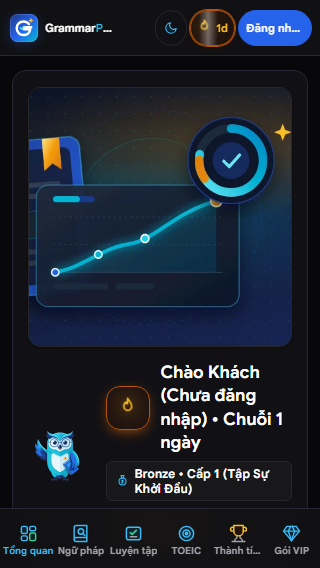 GrammarP...
1d
Đăng nh...
Chào Khách
(Chưa đăng
nhập) • Chuỗi 1
ngày
Bronze • Cấp 1 (Tập Sự
Khởi Đầu)
Tổng quan
Ngữ pháp
Luyện tập
TOEIC
Thành tí...
Gói VIP